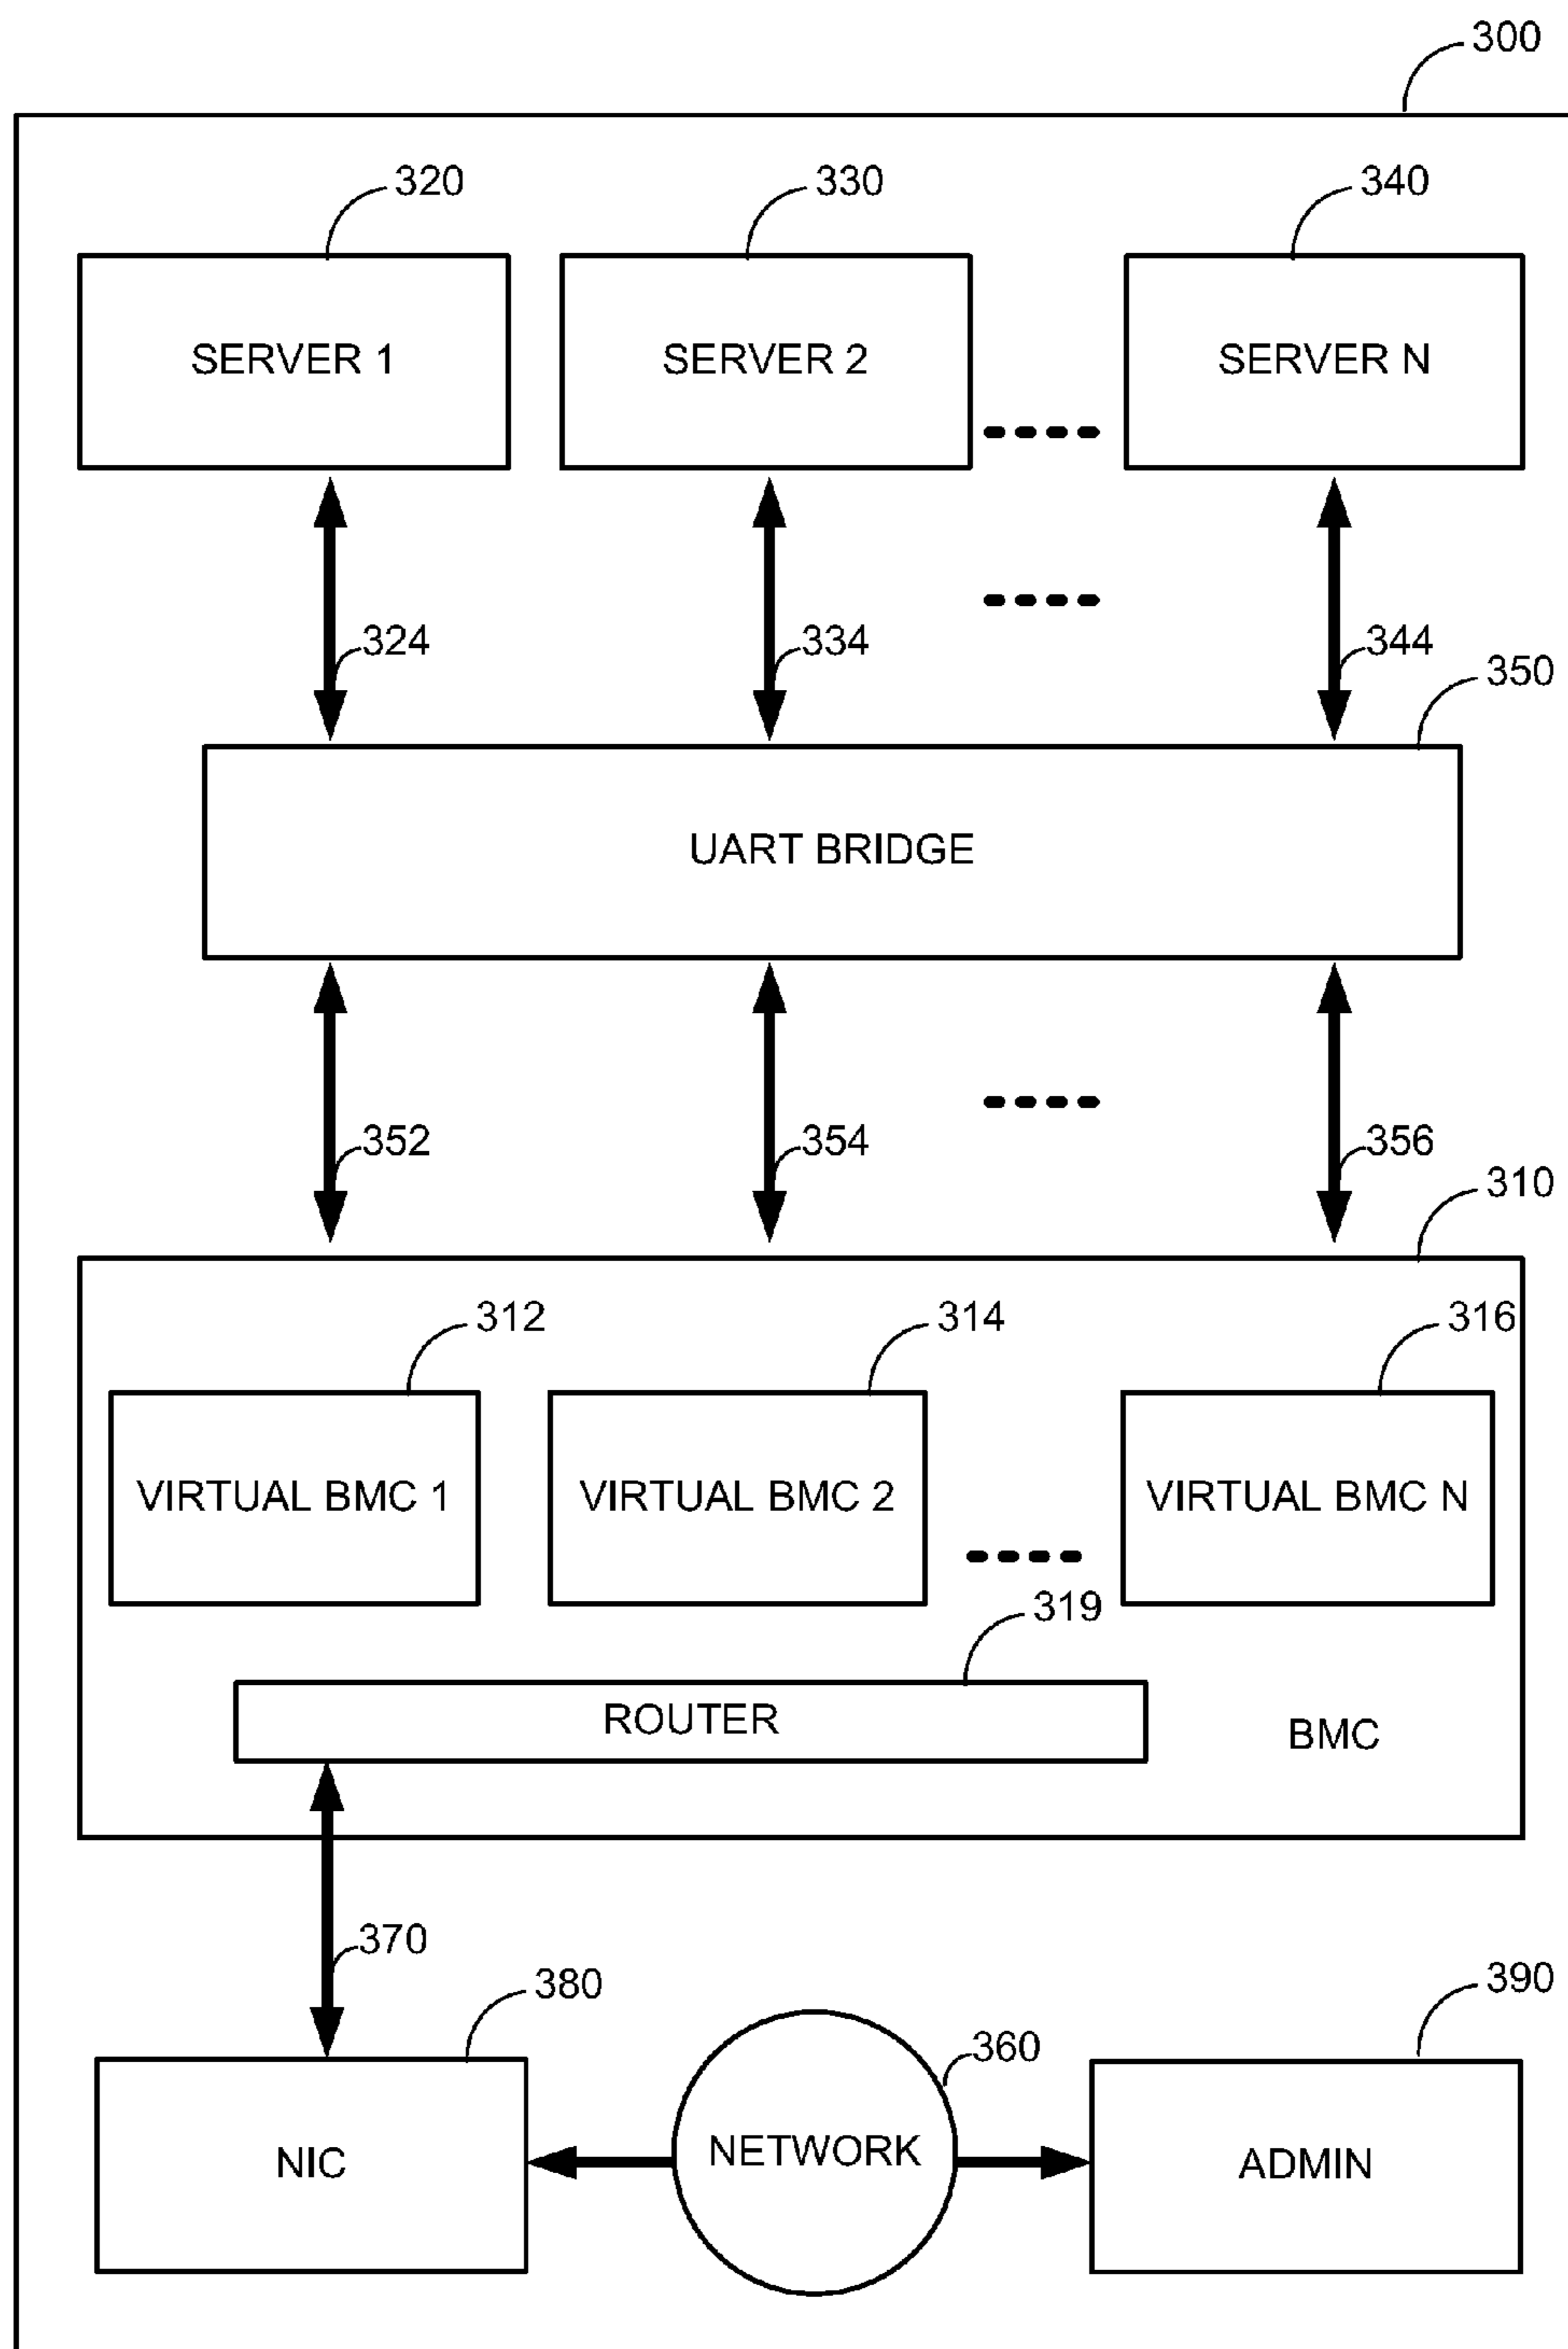 300
320
330
340
SERVER 1
SERVER 2
SERVER N
324
334
344
350
UART BRIDGE
352
354
356
310
312
314
316
VIRTUAL BMC 1
VIRTUAL BMC 2
VIRTUAL BMC N
319
ROUTER
BMC
370
380
390
360
NIC
NETWORK
ADMIN